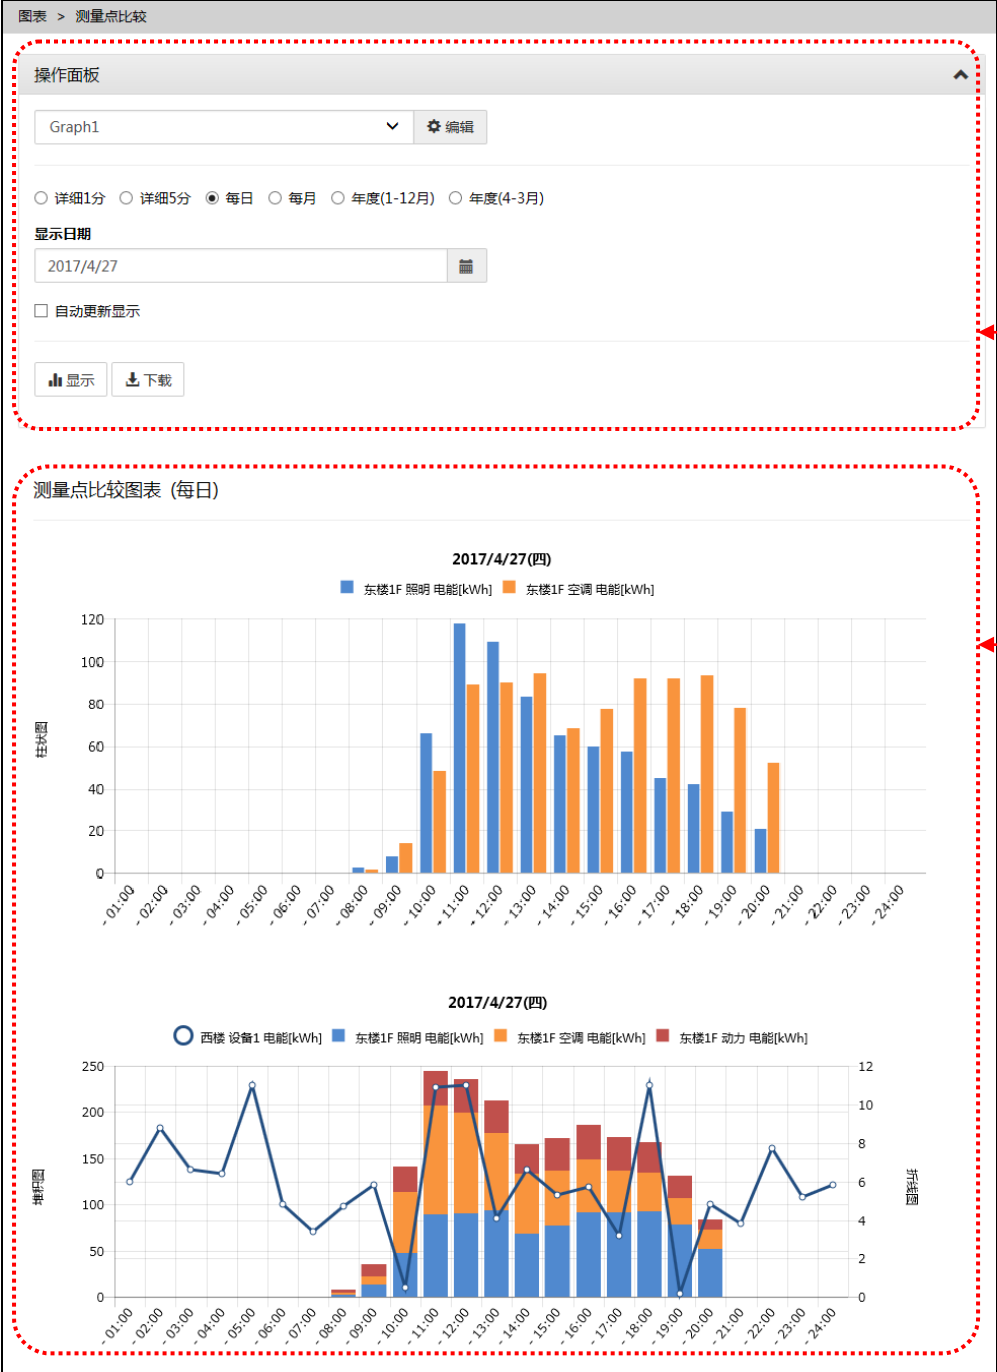 图表 > 测量点比较
操作面板
Graph1
编辑
详细1分 详细5分 每日 每月 年度(1-12月) 年度(4-3月)
显示日期
2017/4/27
自动更新显示
显示 下载
测量点比较图表 (每日)
2017/4/27(四)
东楼1F 照明 电能[kWh] 东楼1F 空调 电能[kWh]
柱状图
120
100
80
60
40
20
0
- 01:00 - 02:00 - 03:00 - 04:00 - 05:00 - 06:00 - 07:00 - 08:00 - 09:00 - 10:00 - 11:00 - 12:00 - 13:00 - 14:00 - 15:00 - 16:00 - 17:00 - 18:00 - 19:00 - 20:00 - 21:00 - 22:00 - 23:00 - 24:00
2017/4/27(四)
西楼 设备1 电能[kWh] 东楼1F 照明 电能[kWh] 东楼1F 空调 电能[kWh] 东楼1F 动力 电能[kWh]
堆积图
250
200
150
100
50
0
12
10
8
6
4
2
0
折线图
- 01:00 - 02:00 - 03:00 - 04:00 - 05:00 - 06:00 - 07:00 - 08:00 - 09:00 - 10:00 - 11:00 - 12:00 - 13:00 - 14:00 - 15:00 - 16:00 - 17:00 - 18:00 - 19:00 - 20:00 - 21:00 - 22:00 - 23:00 - 24:00